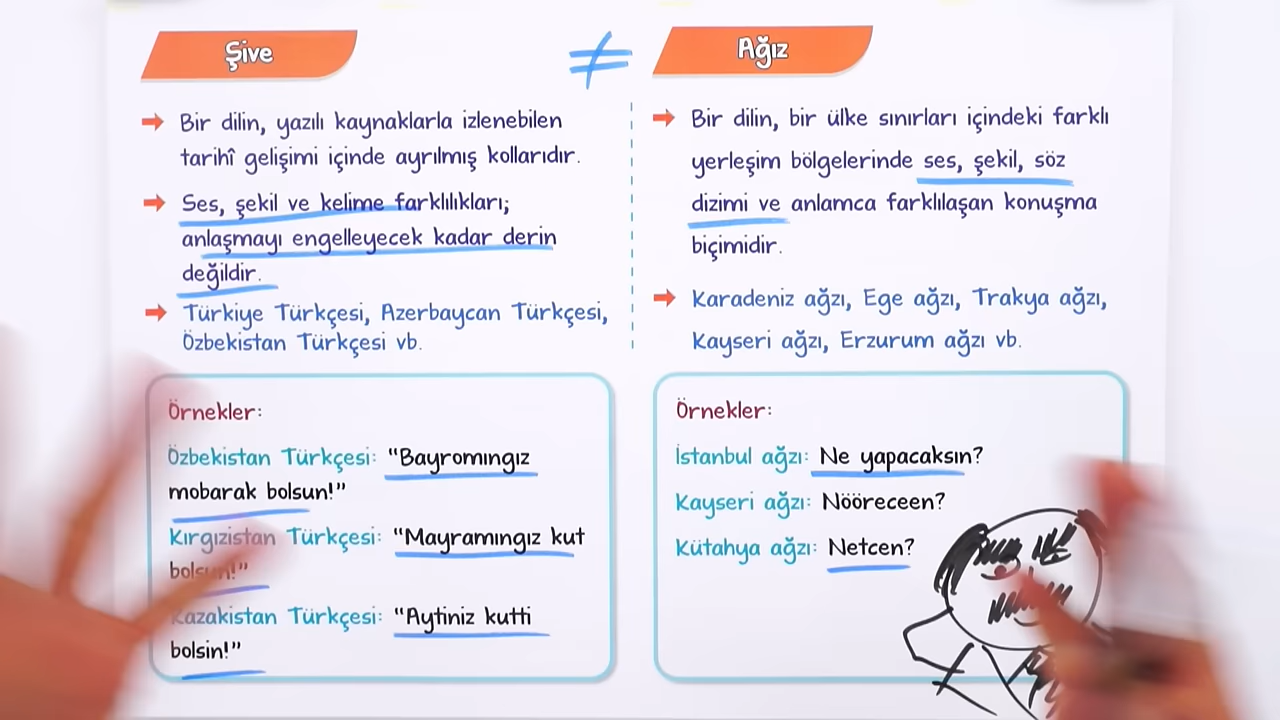 Şive
Bir dilin, yazılı kaynaklarla izlenebilen
tarihî gelişimi içinde ayrılmış kollarıdır.
Ses, şekil ve kelime farklılıkları;
anlaşmayı engelleyecek kadar derin
değildir.
Türkiye Türkçesi, Azerbaycan Türkçesi,
Özbekistan Türkçesi vb.
Örnekler:
Özbekistan Türkçesi: “Bayromıngız
mobarak bolsun!”
Kırgızistan Türkçesi: “Mayramıngız kut
bolsun!”
Kazakistan Türkçesi: “Aytiniz kutti
bolsin!”
≠
Ağız
Bir dilin, bir ülke sınırları içindeki farklı
yerleşim bölgelerinde ses, şekil, söz
dizimi ve anlamca farklılaşan konuşma
biçimidir.
Karadeniz ağzı, Ege ağzı, Trakya ağzı,
Kayseri ağzı, Erzurum ağzı vb.
Örnekler:
İstanbul ağzı: Ne yapacaksın?
Kayseri ağzı: Nööreceen?
Kütahya ağzı: Netcen?